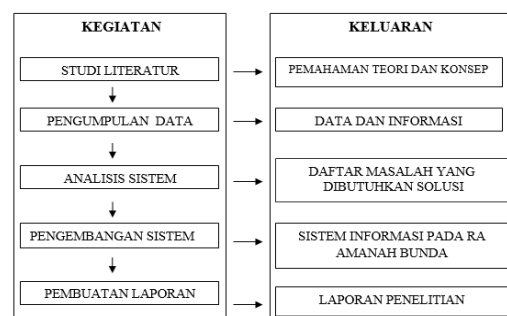 KEGIATAN
KELUARAN
STUDI LITERATUR
PEMAHAMAN TEORI DAN KONSEP
PENGUMPULAN DATA
DATA DAN INFORMASI
ANALISIS SISTEM
DAFTAR MASALAH YANG
DIBUTUHKAN SOLUSI
PENGEMBANGAN SISTEM
SISTEM INFORMASI PADA RA
AMANAH BUNDA
PEMBUATAN LAPORAN
LAPORAN PENELITIAN